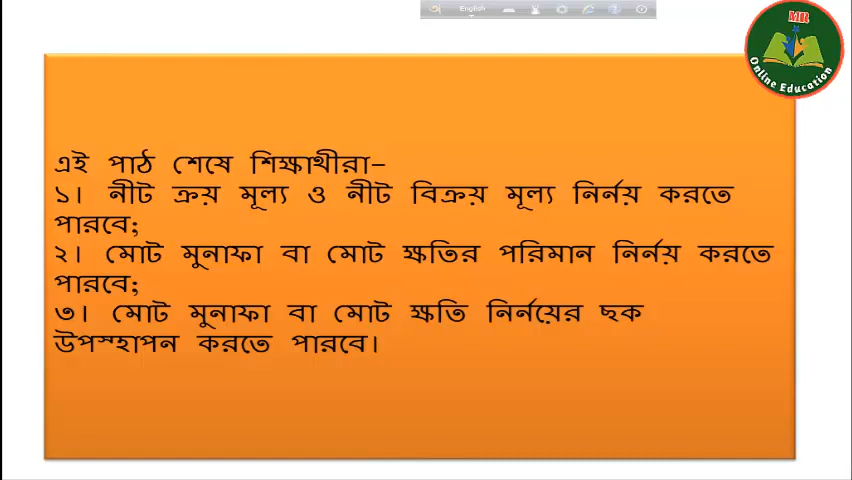 English
MR
Online Education
এই পাঠ শেষে শিক্ষাথীরা–
১। নীট ক্রয় মূল্য ও নীট বিক্রয় মূল্য নির্নয় করতে
পারবে;
২। মোট মুনাফা বা মোট ক্ষতির পরিমান নির্নয় করতে
পারবে;
৩। মোট মুনাফা বা মোট ক্ষতি নির্নয়ের ছক
উপস্হাপন করতে পারবে।